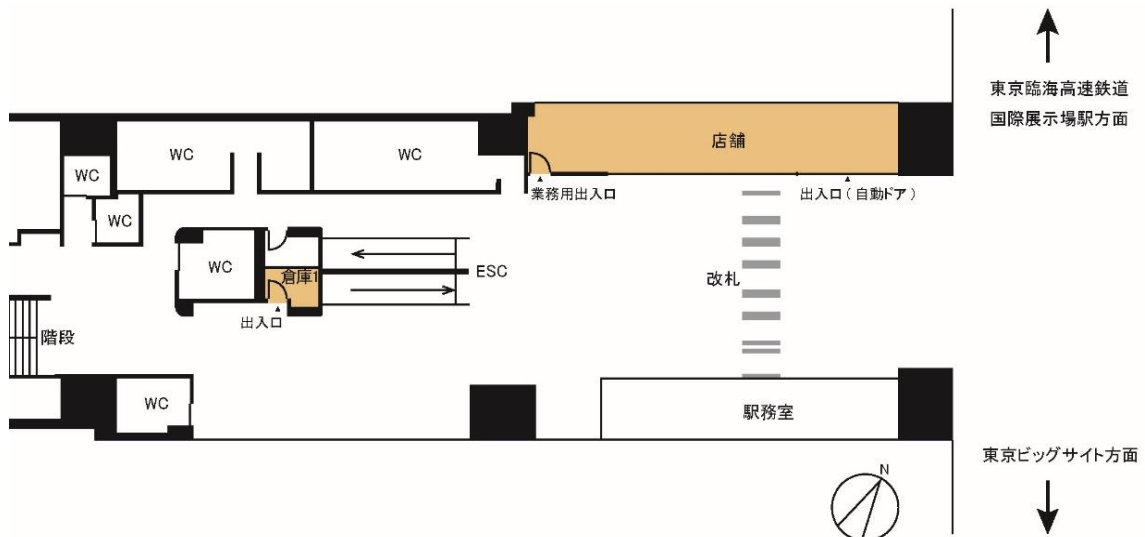 東京臨海高速鉄道
国際展示場駅方面
店舗
WC
WC
WC
WC
業務用出入口
出入口(自動ドア)
WC
倉庫1
ESC
改札
出入口
階段
WC
駅務室
東京ビッグサイト方面
N